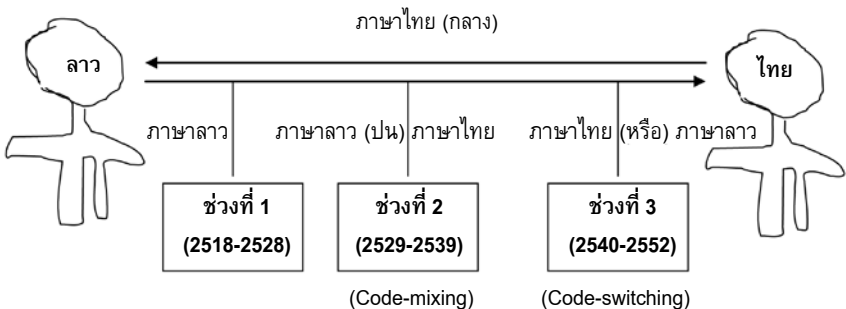 ภาษาไทย (กลาง)
ลาว
ไทย
ภาษาลาว
ภาษาลาว (ปน) ภาษาไทย
ภาษาไทย (หรือ) ภาษาลาว
ช่วงที่ 1
(2518-2528)
ช่วงที่ 2
(2529-2539)
ช่วงที่ 3
(2540-2552)
(Code-mixing)
(Code-switching)